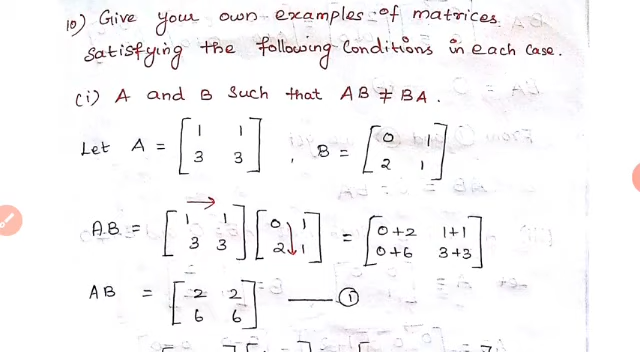 10) Give your own examples of matrices
satisfying the following Conditions in each case.
(i) A and B Such that AB ≠ BA.
Let A = [1 1; 3 3], B = [0 1; 2 1]
A.B. = [1 1; 3 3] [0 1; 2 1] = [0+2 1+1; 0+6 3+3]
AB = [2 2; 6 6] —— ①